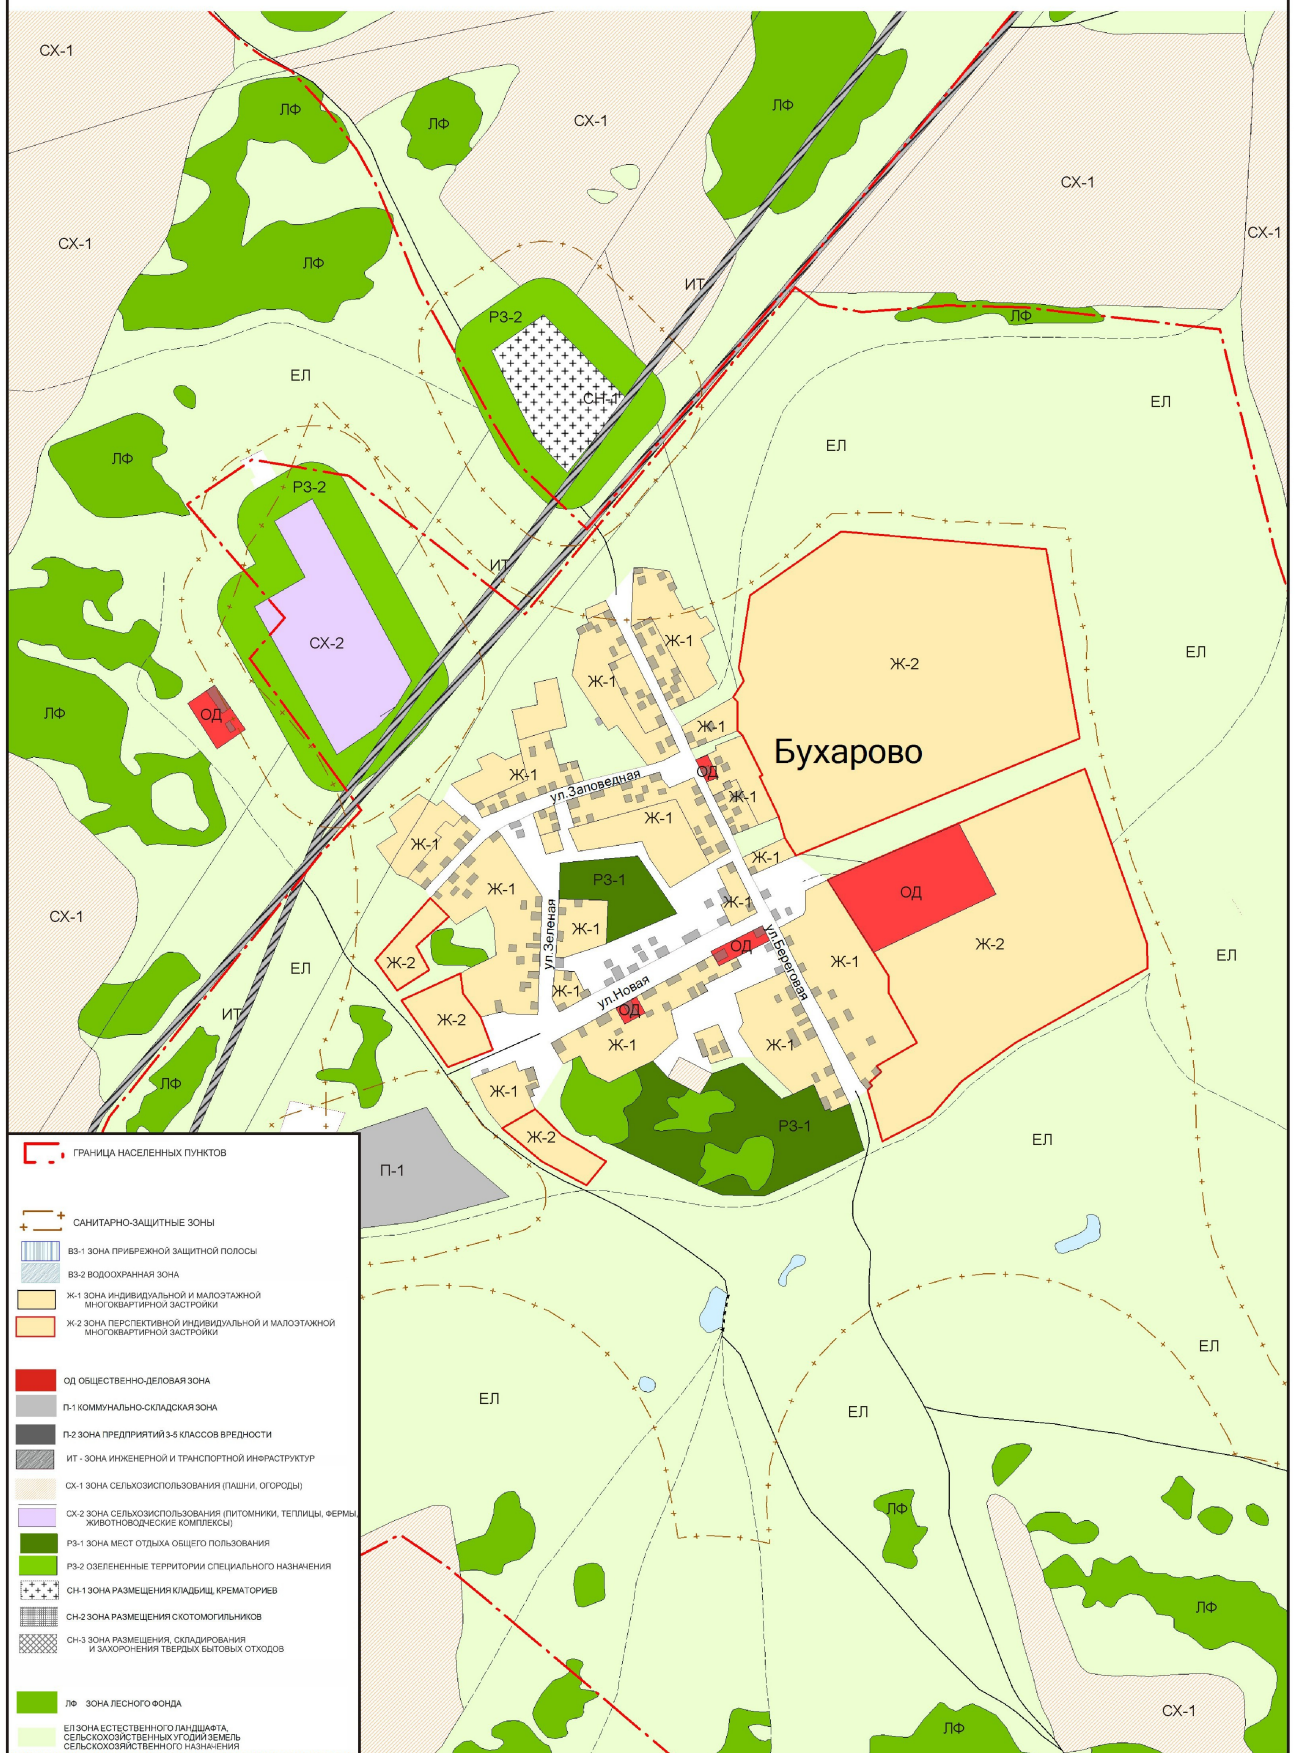 СХ-1
ЛФ
ЛФ
СХ-1
ЛФ
СХ-1
СХ-1
СХ-1
ЛФ
ИТ
РЗ-2
ЛФ
ЕЛ
СН-1
ЕЛ
ЕЛ
ЛФ
РЗ-2
ИТ
СХ-2
Ж-1
Ж-2
ЕЛ
Ж-1
ЛФ
ОД
Ж-1
Бухарово
Ж-1
ОД
ул.Заповедная
Ж-1
Ж-1
Ж-1
Ж-1
РЗ-1
Ж-1
ОД
Ж-1
СХ-1
ул.Зеленая
Ж-1
ул.Береговая
ОД
Ж-2
ЕЛ
Ж-2
ЕЛ
Ж-1
Ж-1
ул.Новая
ИТ
Ж-2
ОД
Ж-1
Ж-1
ЛФ
Ж-1
РЗ-1
Ж-2
ЕЛ
П-1
ЕЛ
ЕЛ
ЕЛ
ЛФ
ЛФ
СХ-1
ЛФ
ГРАНИЦА НАСЕЛЕННЫХ ПУНКТОВ
САНИТАРНО-ЗАЩИТНЫЕ ЗОНЫ
ВЗ-1 ЗОНА ПРИБРЕЖНОЙ ЗАЩИТНОЙ ПОЛОСЫ
ВЗ-2 ВОДООХРАННАЯ ЗОНА
Ж-1 ЗОНА ИНДИВИДУАЛЬНОЙ И МАЛОЭТАЖНОЙ
МНОГОКВАРТИРНОЙ ЗАСТРОЙКИ
Ж-2 ЗОНА ПЕРСПЕКТИВНОЙ ИНДИВИДУАЛЬНОЙ И МАЛОЭТАЖНОЙ
МНОГОКВАРТИРНОЙ ЗАСТРОЙКИ
ОД ОБЩЕСТВЕННО-ДЕЛОВАЯ ЗОНА
П-1 КОММУНАЛЬНО-СКЛАДСКАЯ ЗОНА
П-2 ЗОНА ПРЕДПРИЯТИЙ 3-5 КЛАССОВ ВРЕДНОСТИ
ИТ - ЗОНА ИНЖЕНЕРНОЙ И ТРАНСПОРТНОЙ ИНФРАСТРУКТУР
СХ-1 ЗОНА СЕЛЬХОЗИСПОЛЬЗОВАНИЯ (ПАШНИ, ОГОРОДЫ)
СХ-2 ЗОНА СЕЛЬХОЗИСПОЛЬЗОВАНИЯ (ПИТОМНИКИ, ТЕПЛИЦЫ, ФЕРМЫ,
ЖИВОТНОВОДЧЕСКИЕ КОМПЛЕКСЫ)
РЗ-1 ЗОНА МЕСТ ОТДЫХА ОБЩЕГО ПОЛЬЗОВАНИЯ
РЗ-2 ОЗЕЛЕНЕННЫЕ ТЕРРИТОРИИ СПЕЦИАЛЬНОГО НАЗНАЧЕНИЯ
СН-1 ЗОНА РАЗМЕЩЕНИЯ КЛАДБИЩ, КРЕМАТОРИЕВ
СН-2 ЗОНА РАЗМЕЩЕНИЯ СКОТОМОГИЛЬНИКОВ
СН-3 ЗОНА РАЗМЕЩЕНИЯ, СКЛАДИРОВАНИЯ
И ЗАХОРОНЕНИЯ ТВЕРДЫХ БЫТОВЫХ ОТХОДОВ
ЛФ ЗОНА ЛЕСНОГО ФОНДА
ЕЛ ЗОНА ЕСТЕСТВЕННОГО ЛАНДШАФТА,
СЕЛЬСКОХОЗЯЙСТВЕННЫХ УГОДИЙ ЗЕМЕЛЬ
СЕЛЬСКОХОЗЯЙСТВЕННОГО НАЗНАЧЕНИЯ